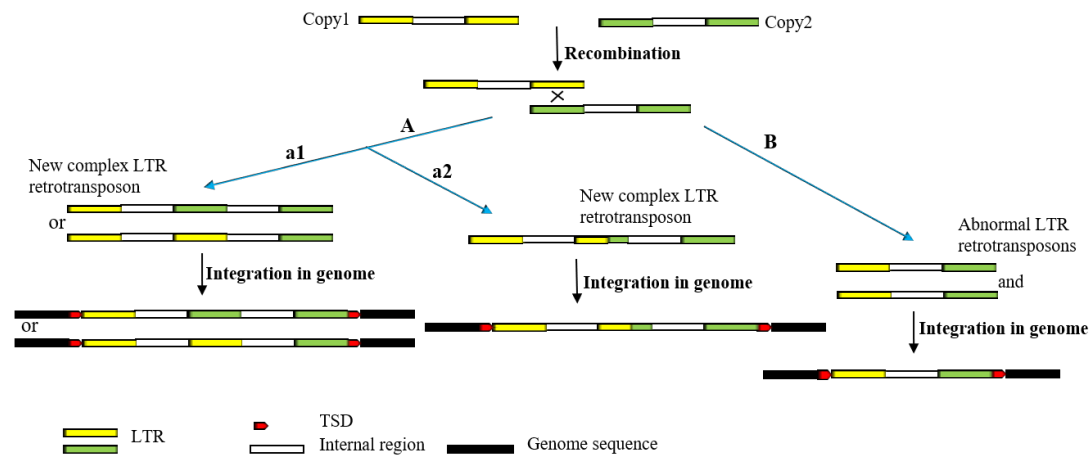 Copy1
Copy2
Recombination
A
B
a1
a2
New complex LTR
retrotransposon
or
New complex LTR
retrotransposon
Abnormal LTR
retrotransposons
and
Integration in genome
Integration in genome
Integration in genome
or
LTR
TSD
Internal region
Genome sequence